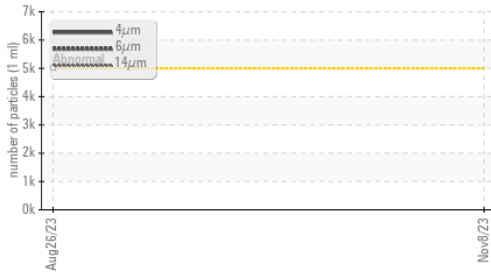 7k
4μm
6k
6μm
Abnormal
14μm
5k
4k
3k
2k
1k
0k
number of particles (1 ml)
Aug26/23
Nov8/23